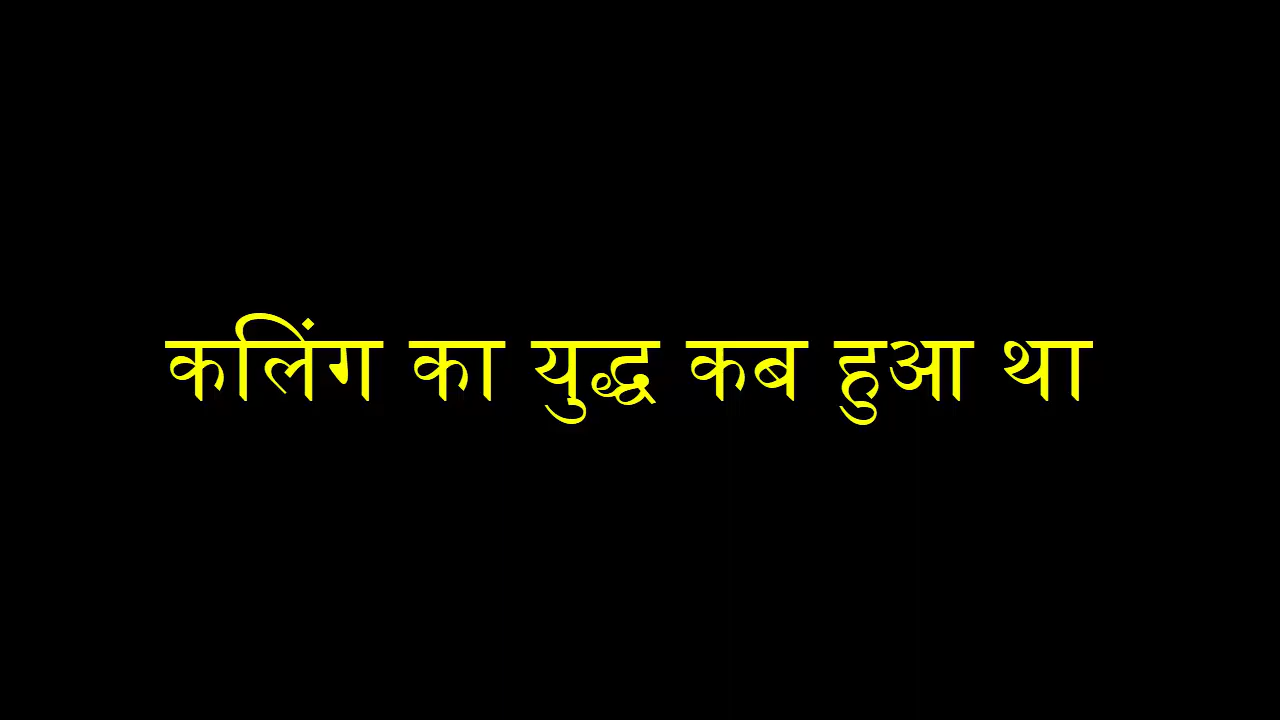 कलिंग का युद्ध कब हुआ था